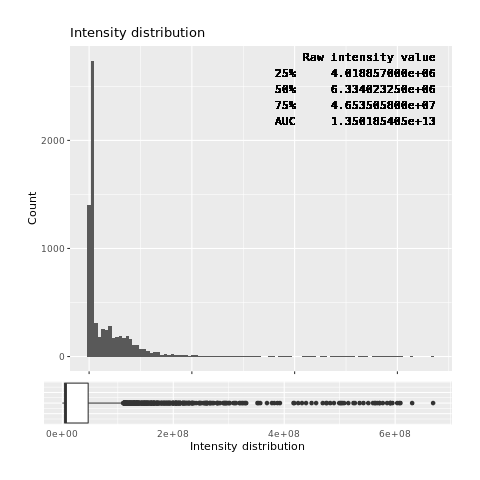 Intensity distribution
Raw intensity value
25% 4.018857000e+06
50% 6.334023250e+06
75% 4.653505800e+07
AUC 1.350185405e+13
Count
2000
1000
0
0e+00 2e+08 4e+08 6e+08
Intensity distribution